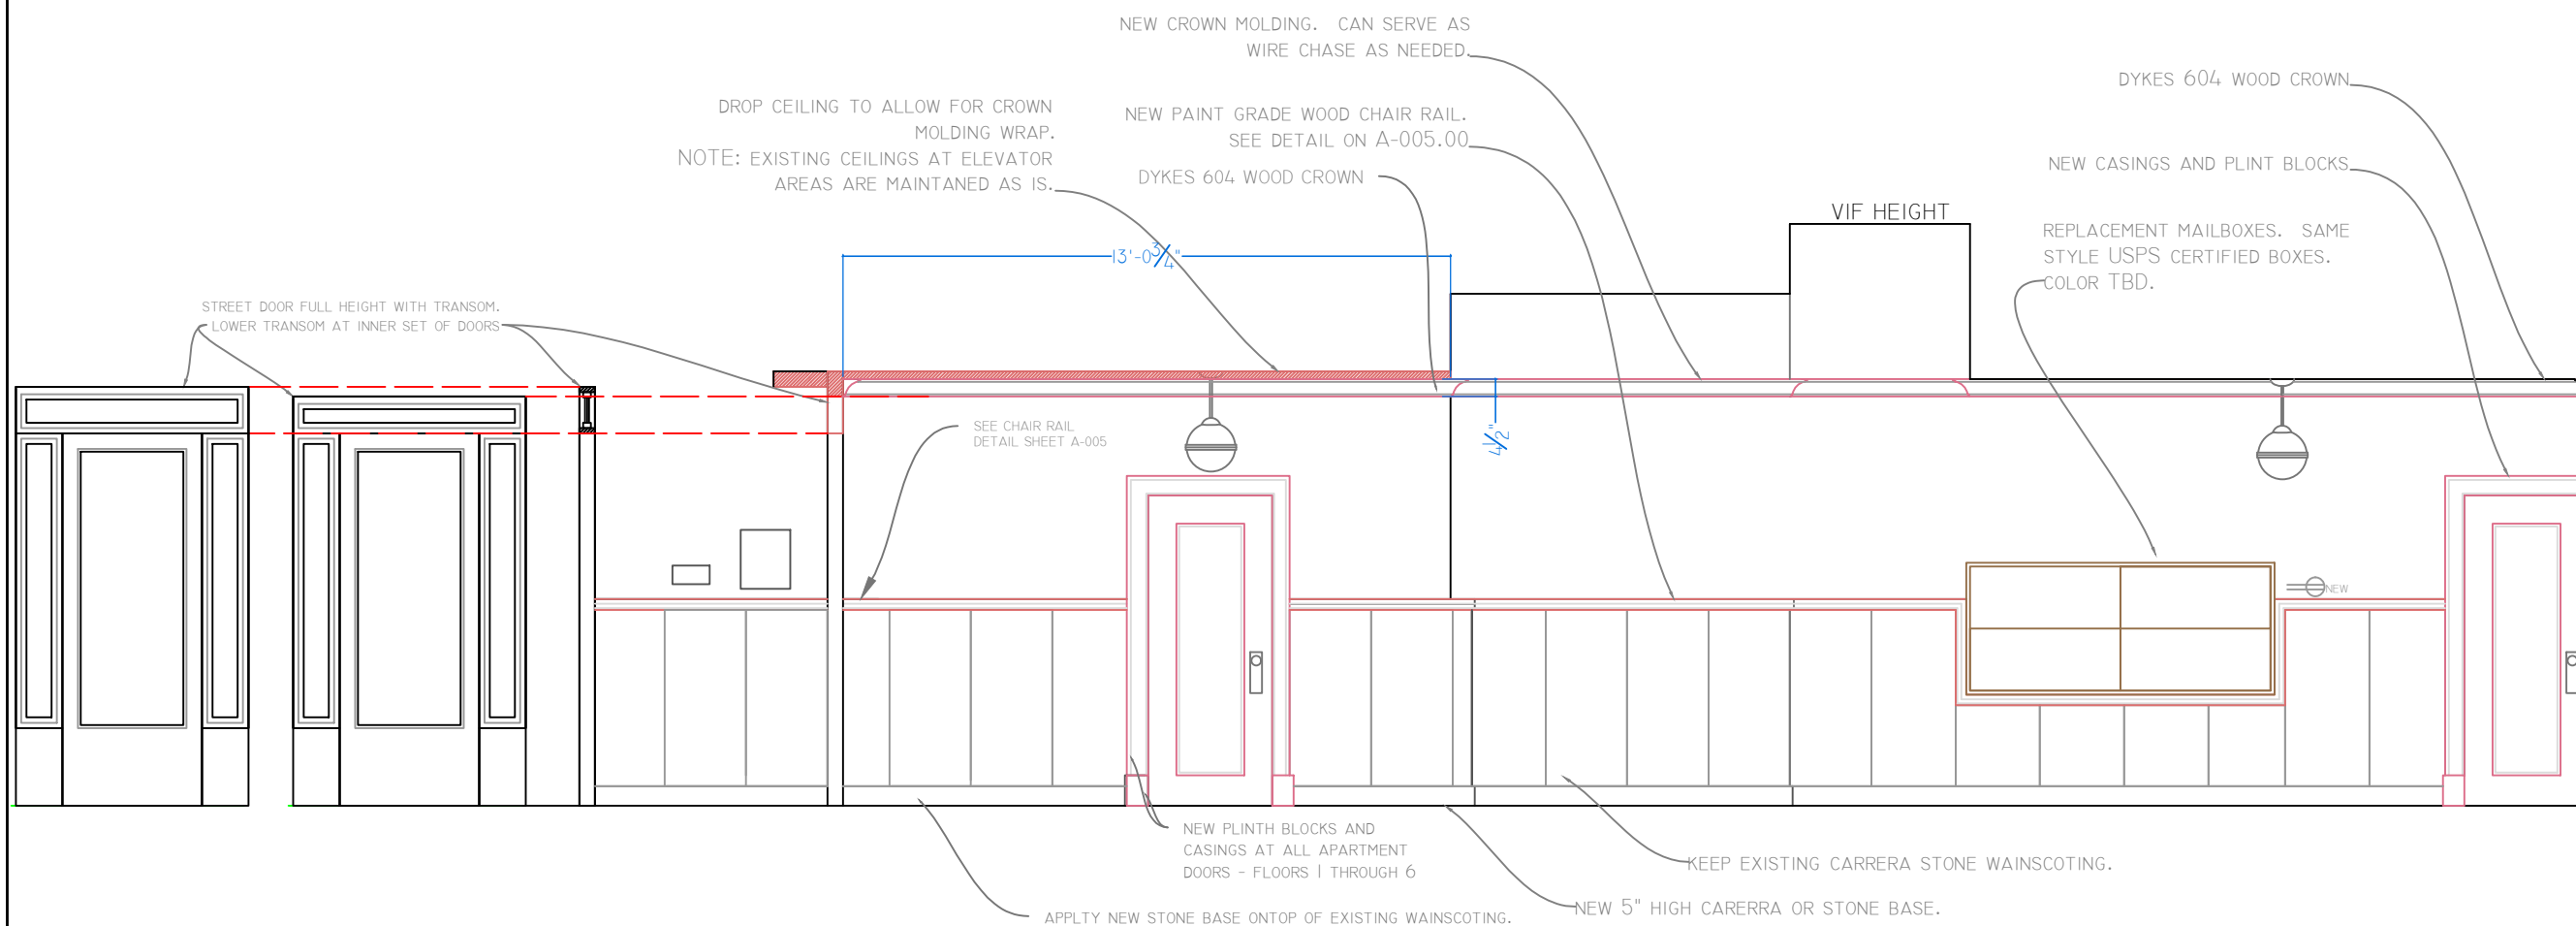 NEW CROWN MOLDING.  CAN SERVE AS
WIRE CHASE AS NEEDED.
DYKES 604 WOOD CROWN
DROP CEILING TO ALLOW FOR CROWN
MOLDING WRAP.
NOTE: EXISTING CEILINGS AT ELEVATOR
AREAS ARE MAINTANED AS IS.
NEW PAINT GRADE WOOD CHAIR RAIL.
SEE DETAIL ON A-005.00
DYKES 604 WOOD CROWN
NEW CASINGS AND PLINT BLOCKS
VIF HEIGHT
REPLACEMENT MAILBOXES.  SAME
STYLE USPS CERTIFIED BOXES.
COLOR TBD.
13'-0 3/4"
STREET DOOR FULL HEIGHT WITH TRANSOM.
LOWER TRANSOM AT INNER SET OF DOORS
SEE CHAIR RAIL
DETAIL SHEET A-005
4 1/2"
NEW
NEW PLINTH BLOCKS AND
CASINGS AT ALL APARTMENT
DOORS - FLOORS 1 THROUGH 6
KEEP EXISTING CARRERA STONE WAINSCOTING.
NEW 5" HIGH CARERRA OR STONE BASE.
APPLTY NEW STONE BASE ONTOP OF EXISTING WAINSCOTING.